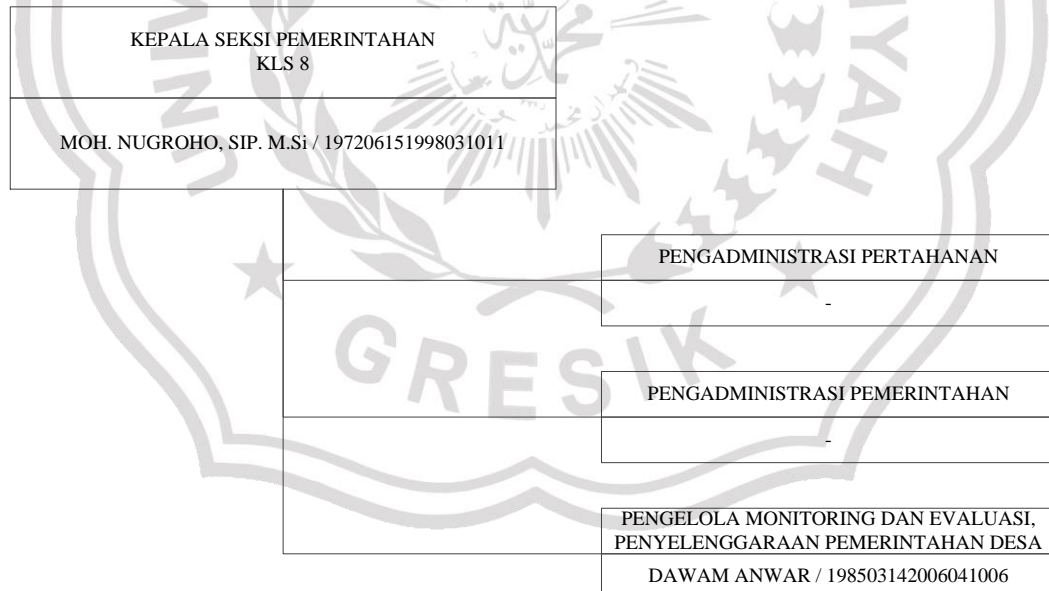 KEPALA SEKSI PEMERINTAHAN
KLS 8
MOH. NUGROHO, SIP. M.Si / 197206151998031011
PENGADMINISTRASI PERTAHANAN
-
PENGADMINISTRASI PEMERINTAHAN
-
PENGELOLA MONITORING DAN EVALUASI,
PENYELENGGARAAN PEMERINTAHAN DESA
DAWAM ANWAR / 198503142006041006
GRESIK